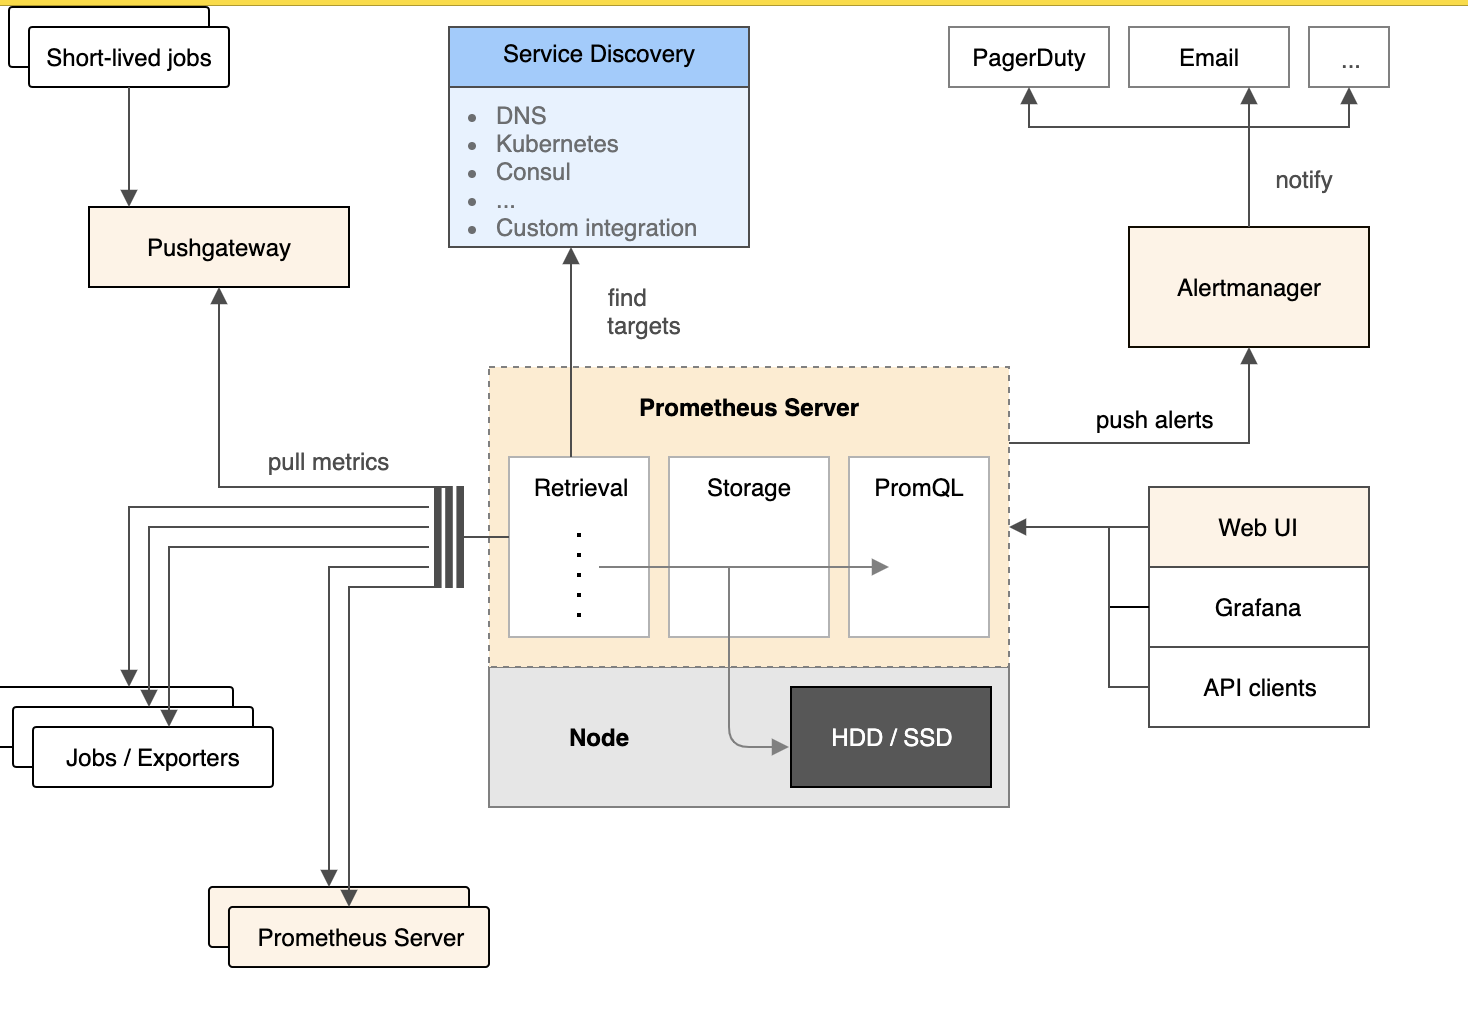 Short-lived jobs
Service Discovery
PagerDuty
Email
...
DNS
Kubernetes
Consul
...
Custom integration
notify
Pushgateway
Alertmanager
find
targets
Prometheus Server
push alerts
pull metrics
Retrieval
Storage
PromQL
Web UI
Grafana
API clients
Node
HDD / SSD
Jobs / Exporters
Prometheus Server